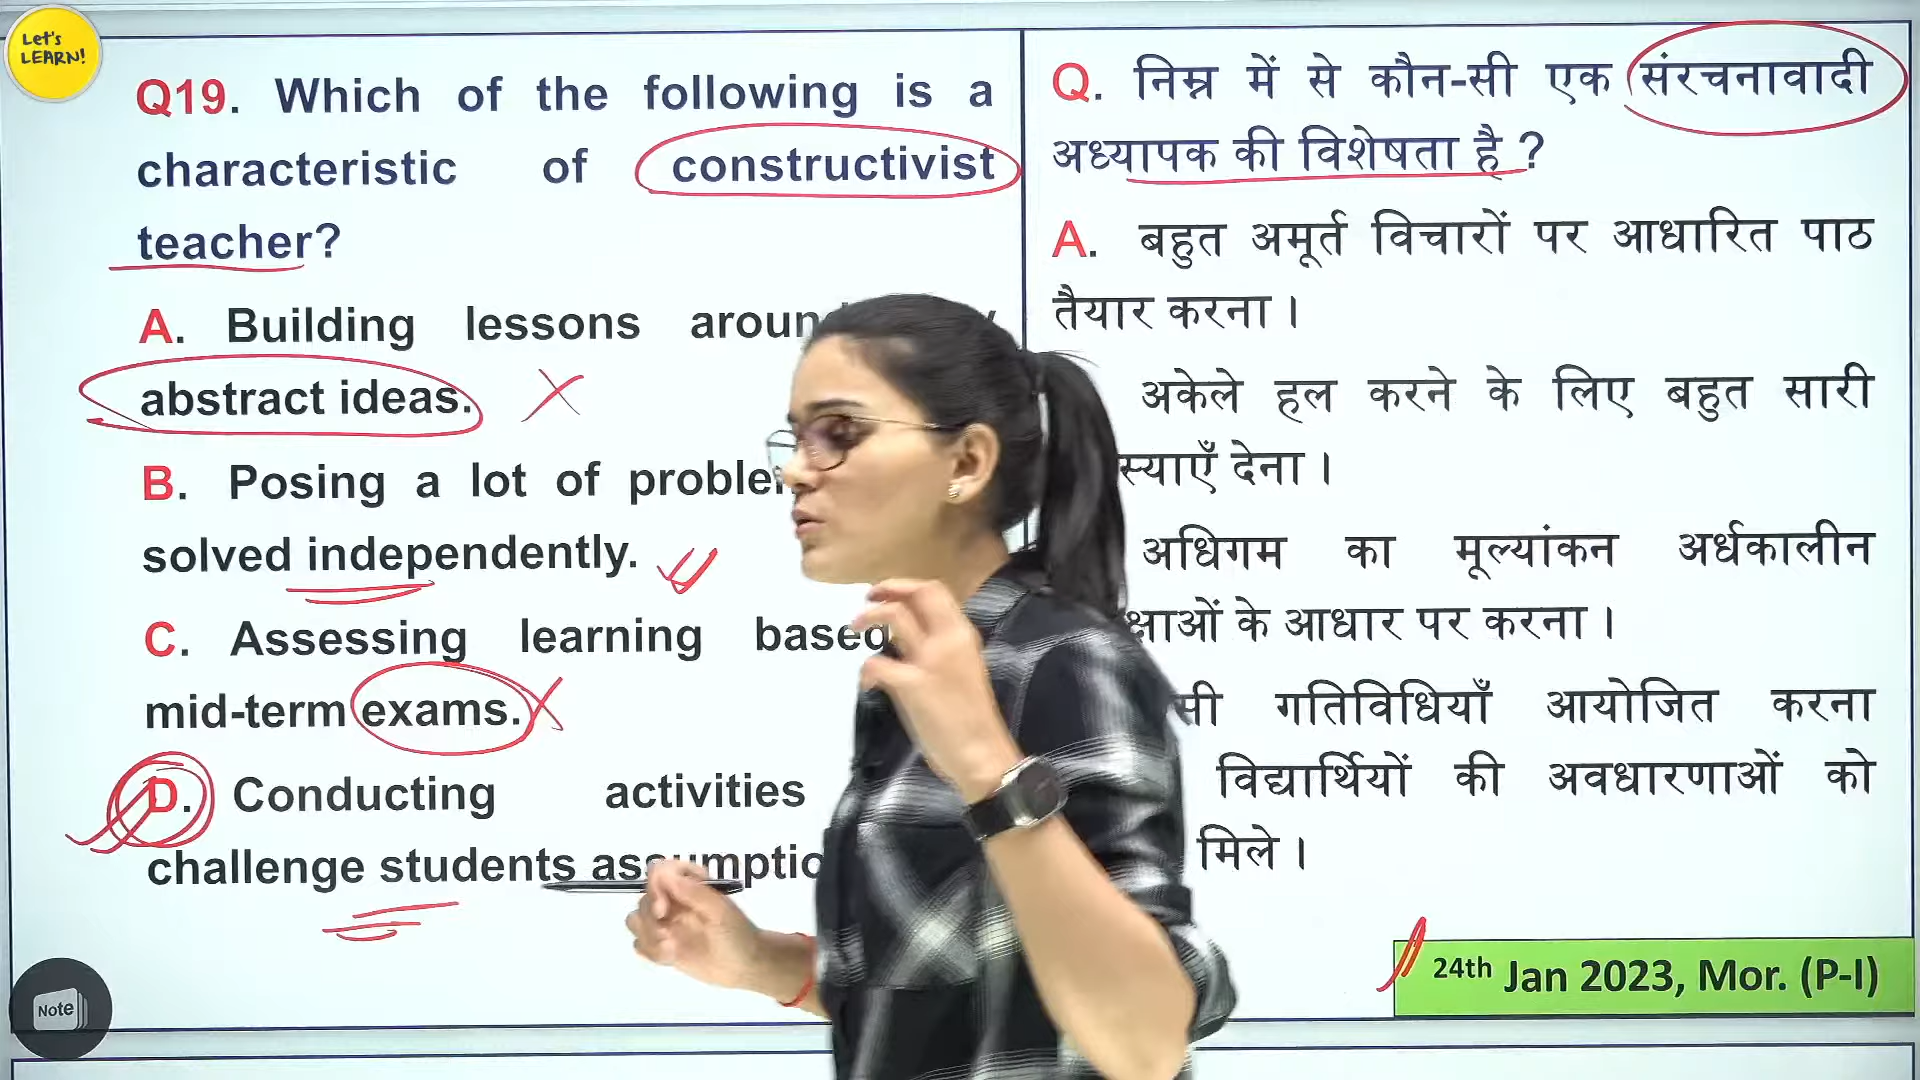 Let's
LEARN!
Q19. Which of the following is a
characteristic of constructivist
teacher?
A. Building lessons
abstract ideas.
B. Posing a lot of
solved independently.
C. Assessing learning based
mid-term exams.
D. Conducting activities
challenge students
Q. निम्न में से कौन-सी एक संरचनावादी
अध्यापक की विशेषता है ?
A. बहुत अमूर्त विचारों पर आधारित पाठ
तैयार करना ।
अकेले हल करने के लिए बहुत सारी
देना ।
अधिगम का मूल्यांकन अर्धकालीन
के आधार पर करना ।
गतिविधियाँ आयोजित करना
विद्यार्थियों की अवधारणाओं को
मिले ।
24th Jan 2023, Mor. (P-I)
Note